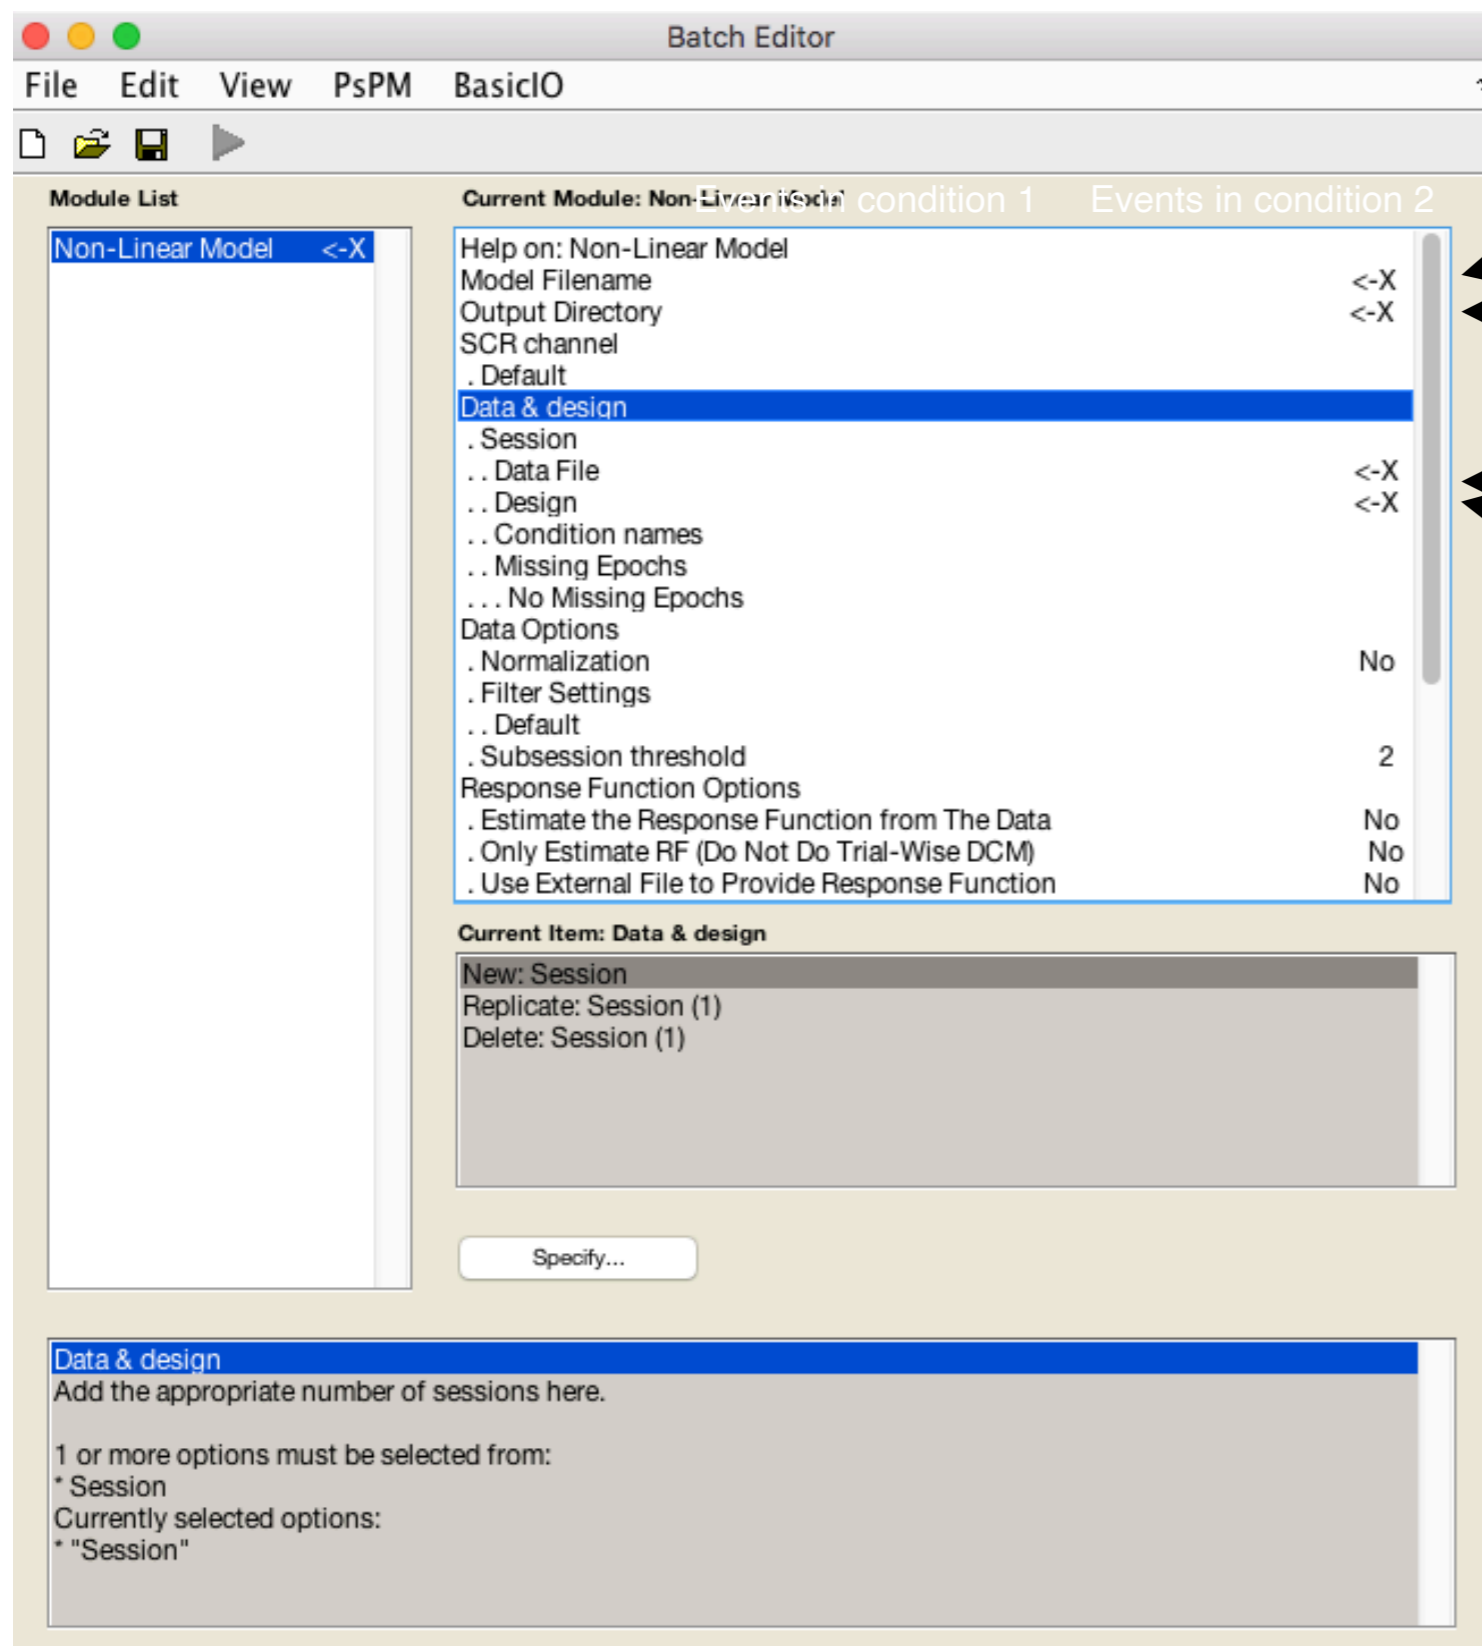 Batch Editor
File Edit View PsPM BasicIO
Module List
Current Module: Non-Linear Model
Events in condition 1 Events in condition 2
Non-Linear Model <-X
Help on: Non-Linear Model
Model Filename <-X
Output Directory <-X
SCR channel
. Default
Data & design
. Session
. . Data File <-X
. . Design <-X
. . Condition names
. . Missing Epochs
. . . No Missing Epochs
Data Options
. Normalization No
. Filter Settings
. . Default
. Subsession threshold 2
Response Function Options
. Estimate the Response Function from The Data No
. Only Estimate RF (Do Not Do Trial-Wise DCM) No
. Use External File to Provide Response Function No
Current Item: Data & design
New: Session
Replicate: Session (1)
Delete: Session (1)
Specify...
Data & design
Add the appropriate number of sessions here.
1 or more options must be selected from:
* Session
Currently selected options:
* "Session"